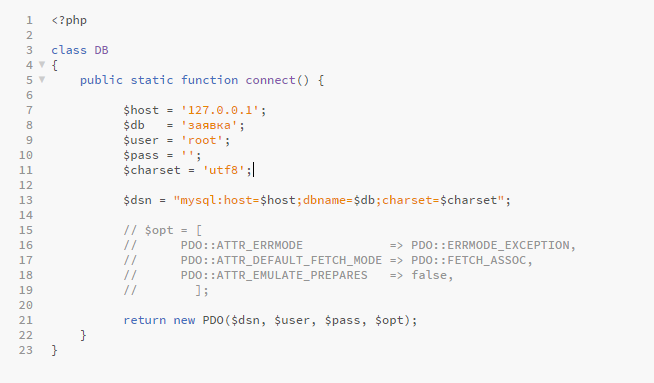 1 <?php
2
3 class DB
4 {
5 public static function connect() {
6
7 $host = '127.0.0.1';
8 $db   = 'заявка';
9 $user = 'root';
10 $pass = '';
11 $charset = 'utf8';
12
13 $dsn = "mysql:host=$host;dbname=$db;charset=$charset";
14
15 // $opt = [
16 //      PDO::ATTR_ERRMODE            => PDO::ERRMODE_EXCEPTION,
17 //      PDO::ATTR_DEFAULT_FETCH_MODE => PDO::FETCH_ASSOC,
18 //      PDO::ATTR_EMULATE_PREPARES   => false,
19 //        ];
20
21 return new PDO($dsn, $user, $pass, $opt);
22 }
23 }